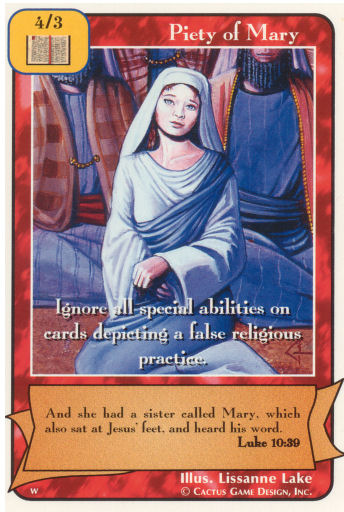 4/3
Piety of Mary
Ignore all special abilities on
cards depicting a false religious
practice.
And she had a sister called Mary, which
also sat at Jesus' feet, and heard his word.
Luke 10:39
Illus. Lissanne Lake
W
© Cactus Game Design, Inc.